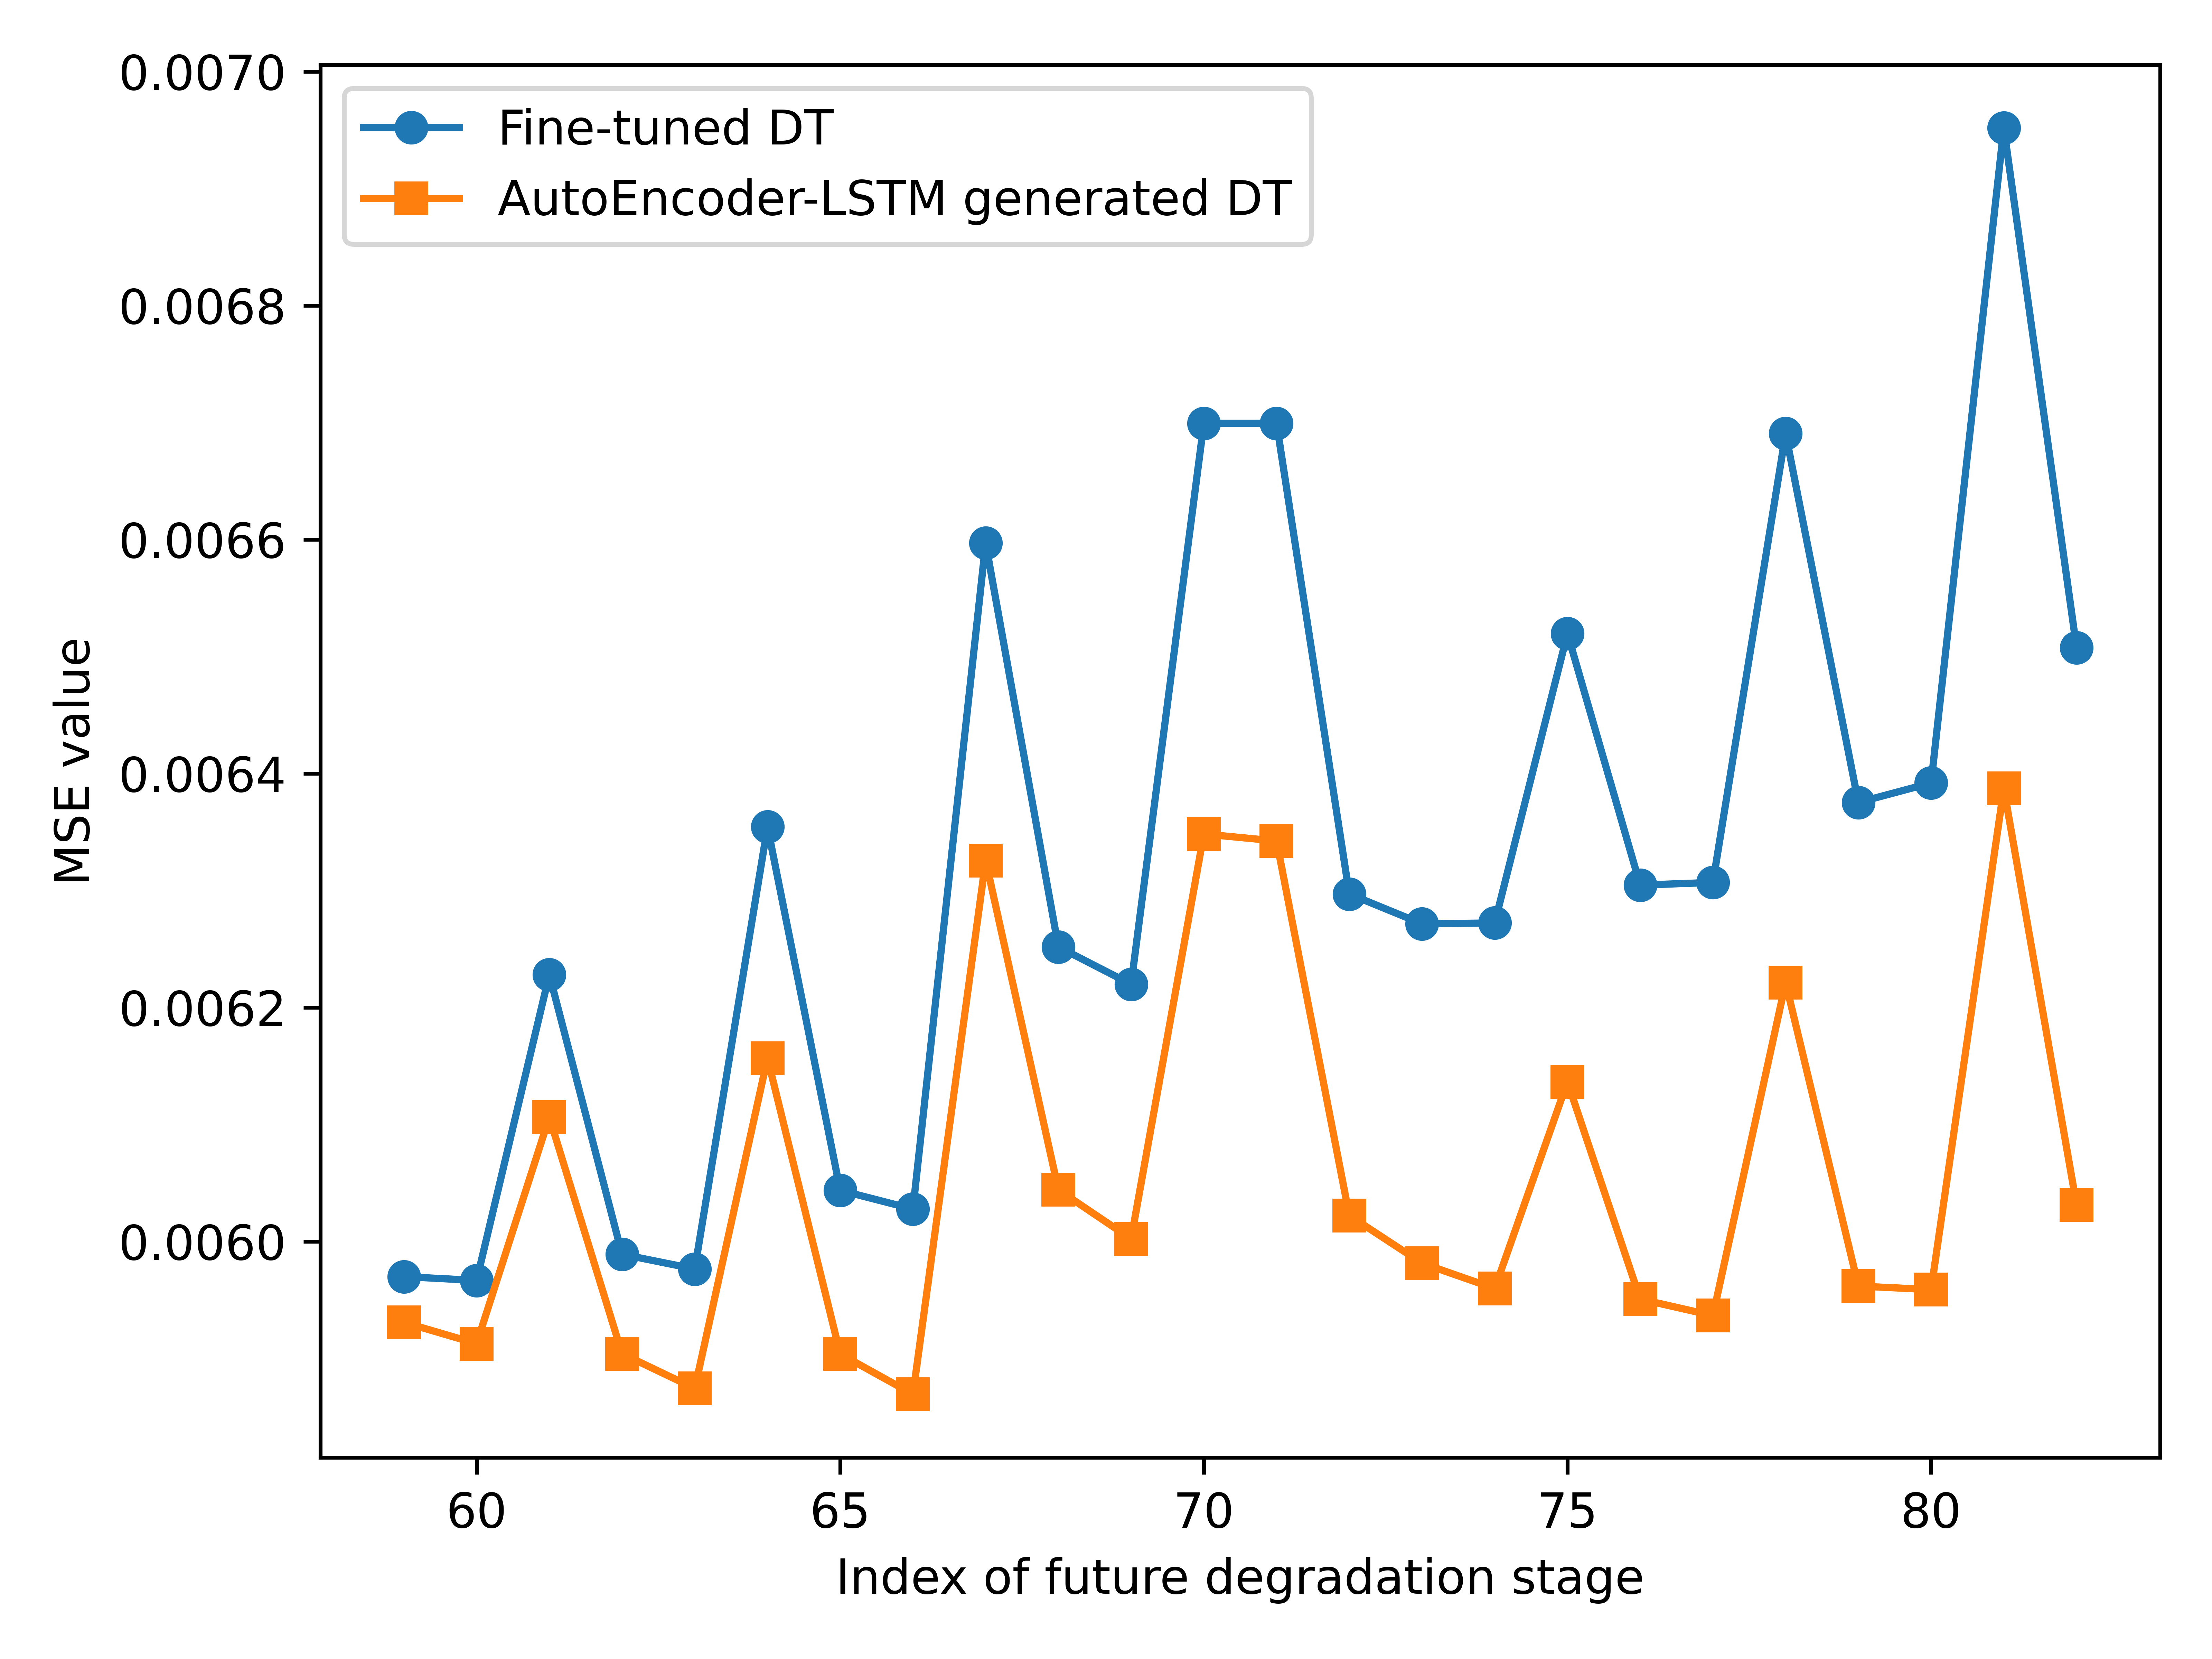 Fine-tuned DT
AutoEncoder-LSTM generated DT
0.0070
0.0068
0.0066
0.0064
0.0062
0.0060
MSE value
60 65 70 75 80
Index of future degradation stage